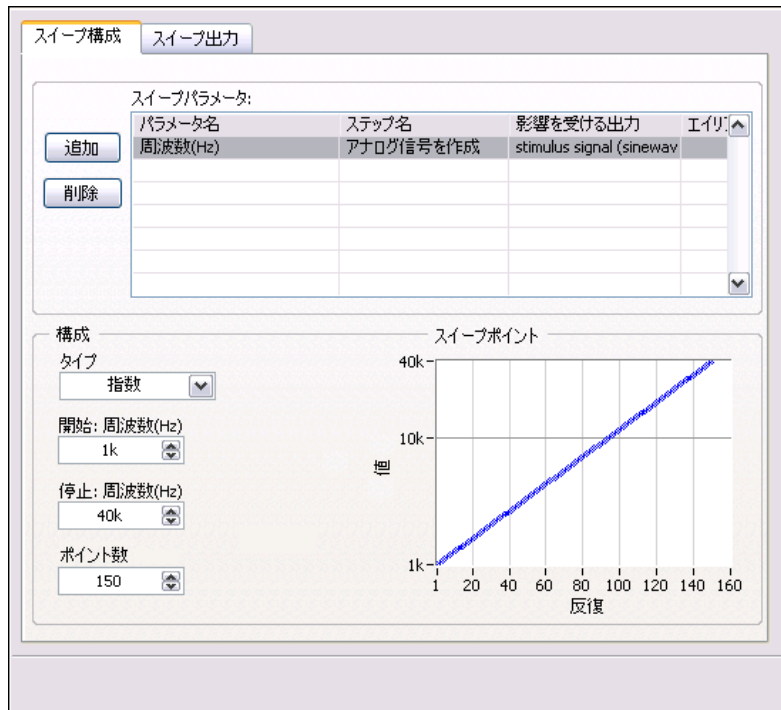 スイープ構成 スイープ出力
スイープパラメータ:
パラメータ名 ステップ名 影響を受ける出力 エイリ
追加 周波数(Hz) アナログ信号を作成 stimulus signal (sinewav
削除
構成 スイープポイント
タイプ
指数
開始: 周波数(Hz)
1k
停止: 周波数(Hz)
40k
ポイント数
150
40k
10k
1k
値
1 20 40 60 80 100 120 140 160
反復